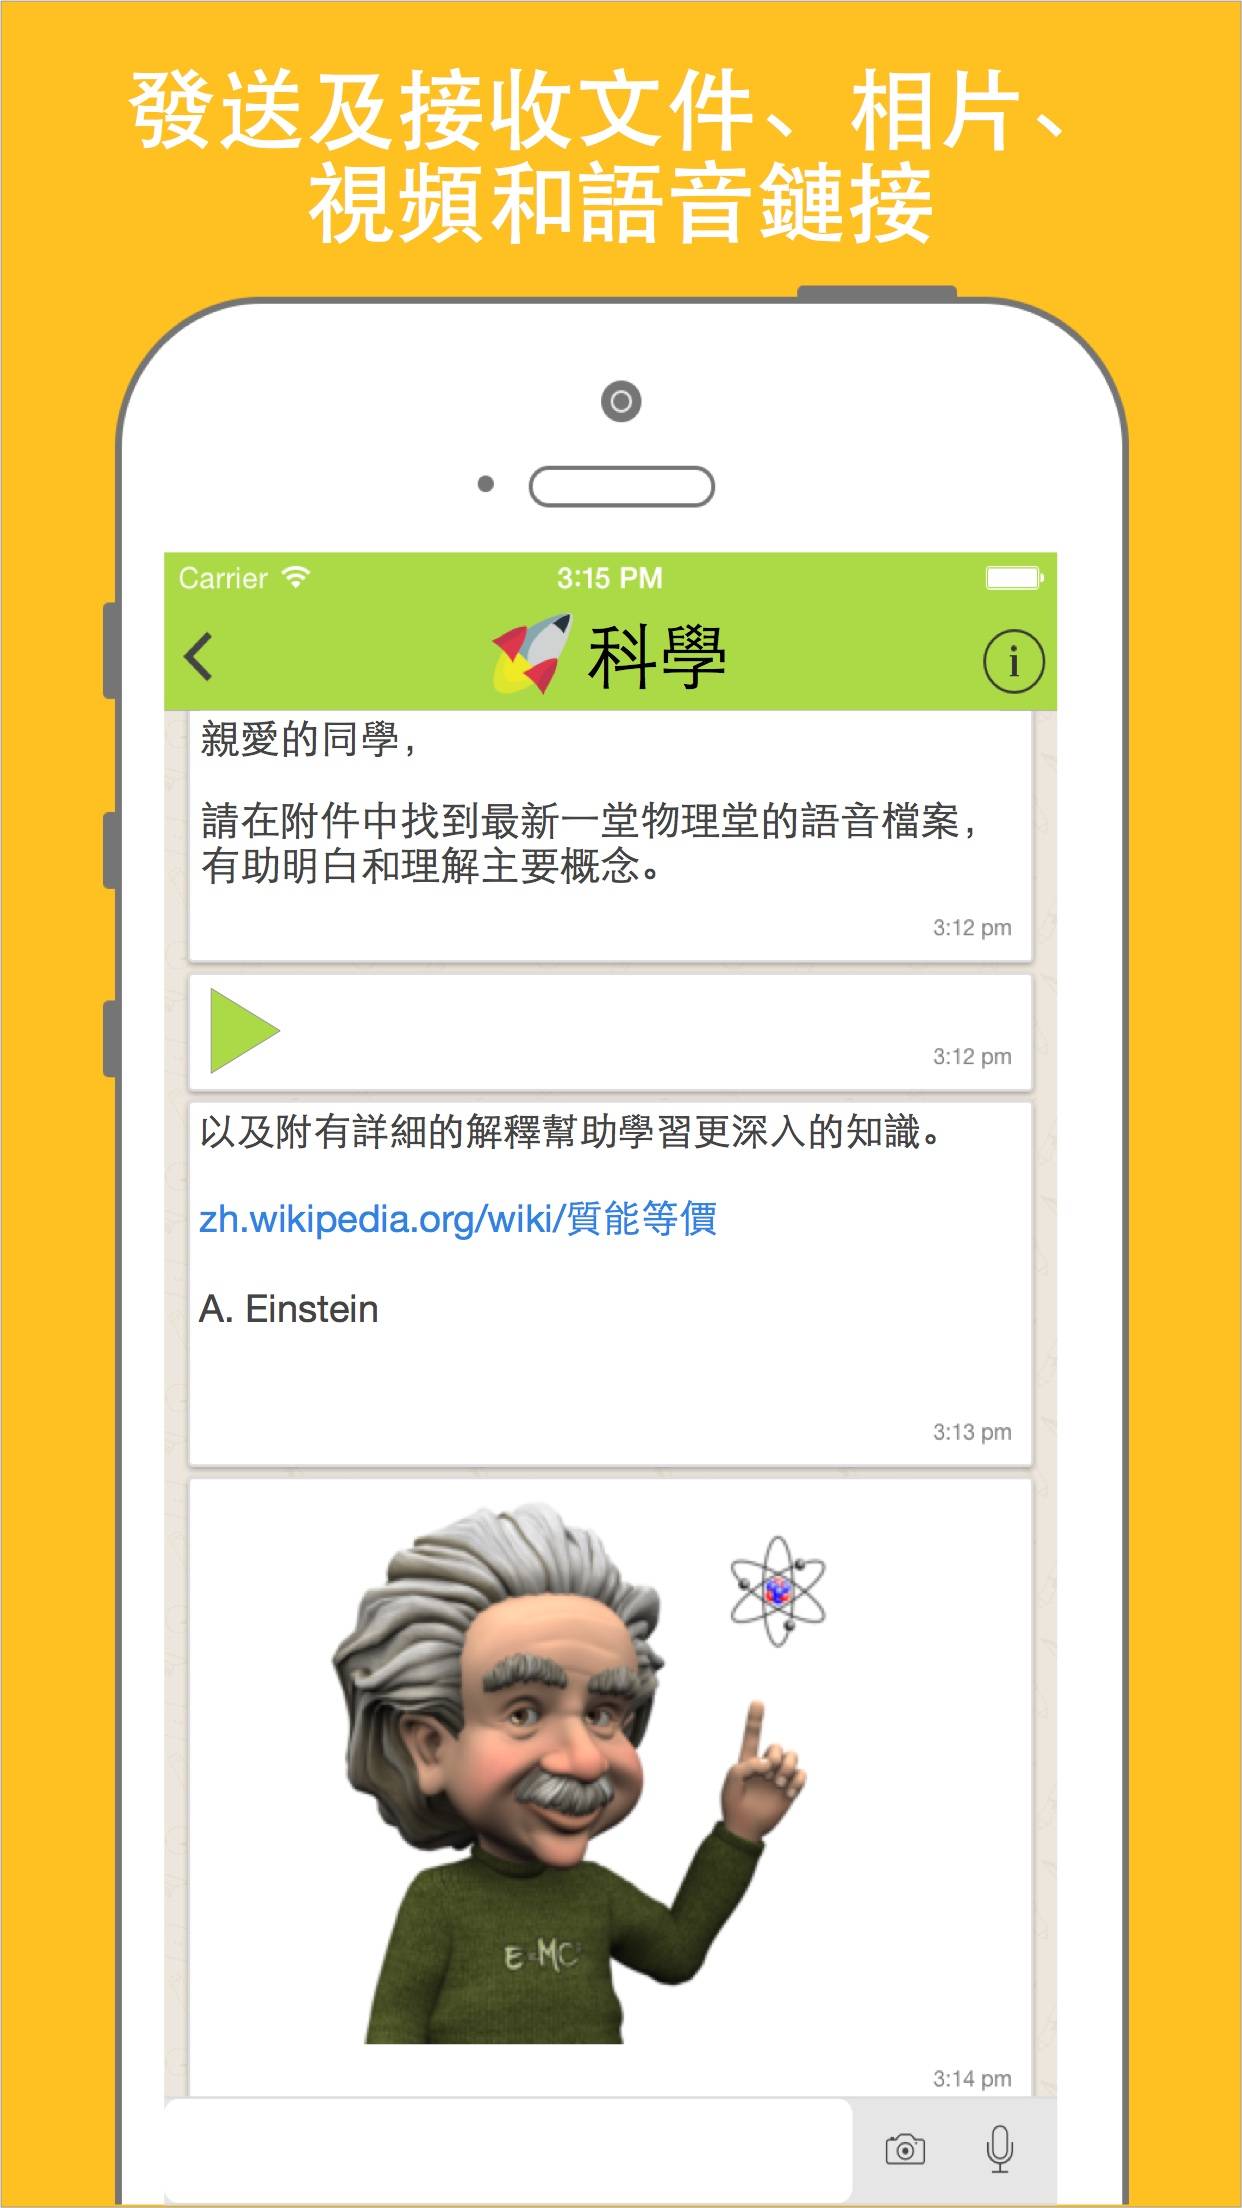 發送及接收文件、相片、
視頻和語音鏈接
Carrier 3:15 PM
科學
親愛的同學，
請在附件中找到最新一堂物理堂的語音檔案，
有助明白和理解主要概念。
3:12 pm
3:12 pm
以及附有詳細的解釋幫助學習更深入的知識。
zh.wikipedia.org/wiki/質能等價
A. Einstein
3:13 pm
E=MC²
3:14 pm